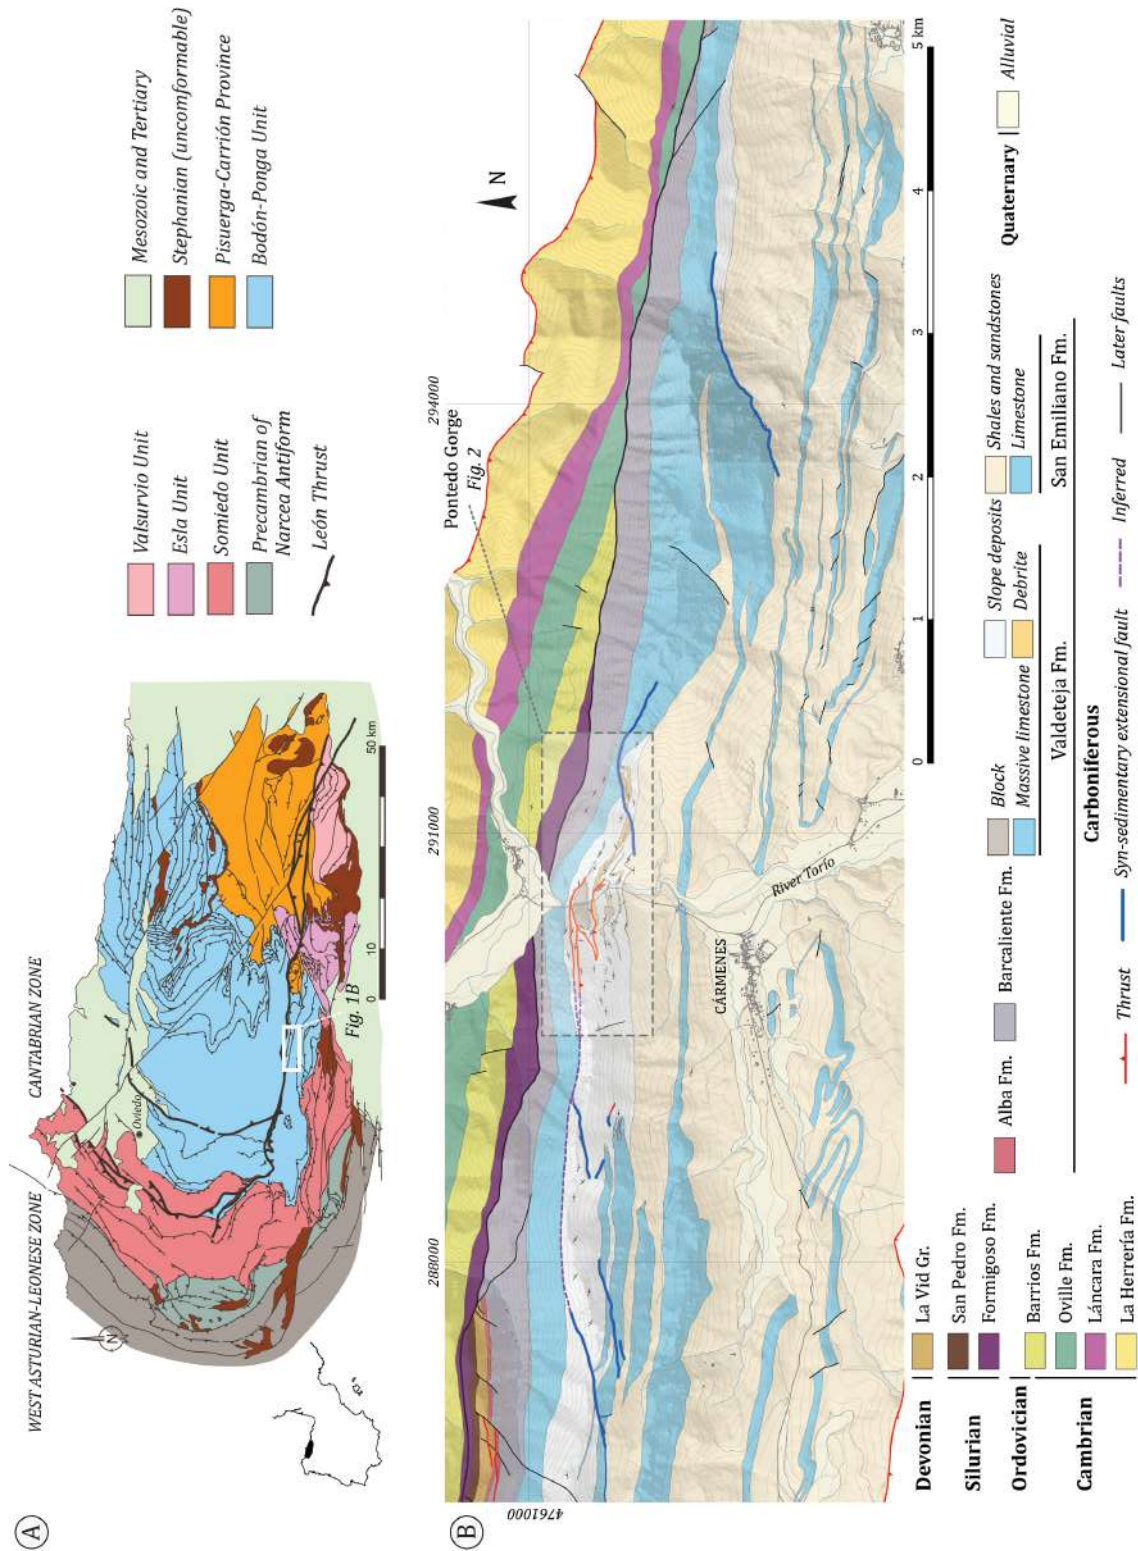 A
WEST ASTURIAN-LEONESE ZONE
CANTABRIAN ZONE
N
Oviedo
Fig. 1B
0
10
50 km
Valsurvio Unit
Esla Unit
Somiedo Unit
Precambrian of
Narcea Antiform
León Thrust
Mesozoic and Tertiary
Stephanian (uncomformable)
Pisuerga-Carrión Province
Bodón-Ponga Unit
B
288000
291000
294000
4761000
Pontedo Gorge
Fig. 2
N
CÁRMENES
River Torío
0
1
2
3
4
5 km
Devonian
La Vid Gr.
Silurian
San Pedro Fm.
Formigoso Fm.
Ordovician
Barrios Fm.
Cambrian
Oville Fm.
Láncara Fm.
La Herrería Fm.
Alba Fm.
Barcaliente Fm.
Block
Massive limestone
Slope deposits
Debrite
Valdeteja Fm.
Shales and sandstones
Limestone
San Emiliano Fm.
Carboniferous
Quaternary
Alluvial
Thrust
Syn-sedimentary extensional fault
Inferred
Later faults